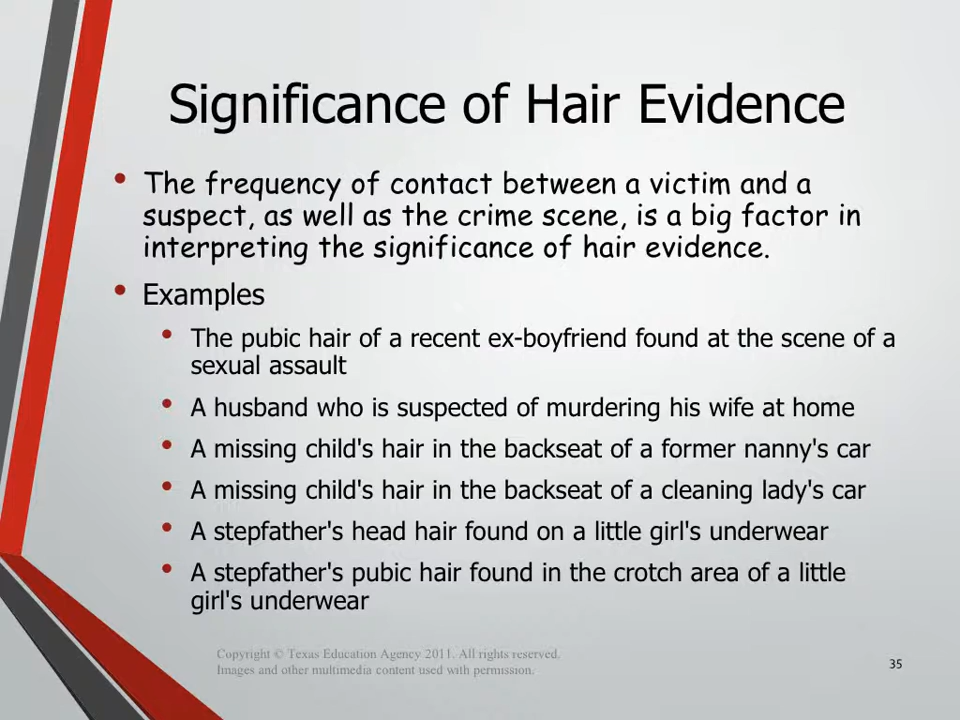 Significance of Hair Evidence
• The frequency of contact between a victim and a
suspect, as well as the crime scene, is a big factor in
interpreting the significance of hair evidence.
• Examples
• The pubic hair of a recent ex-boyfriend found at the scene of a
sexual assault
• A husband who is suspected of murdering his wife at home
• A missing child's hair in the backseat of a former nanny's car
• A missing child's hair in the backseat of a cleaning lady's car
• A stepfather's head hair found on a little girl's underwear
• A stepfather's pubic hair found in the crotch area of a little
girl's underwear
Copyright © Texas Education Agency 2011. All rights reserved.
Images and other multimedia content used with permission.
35